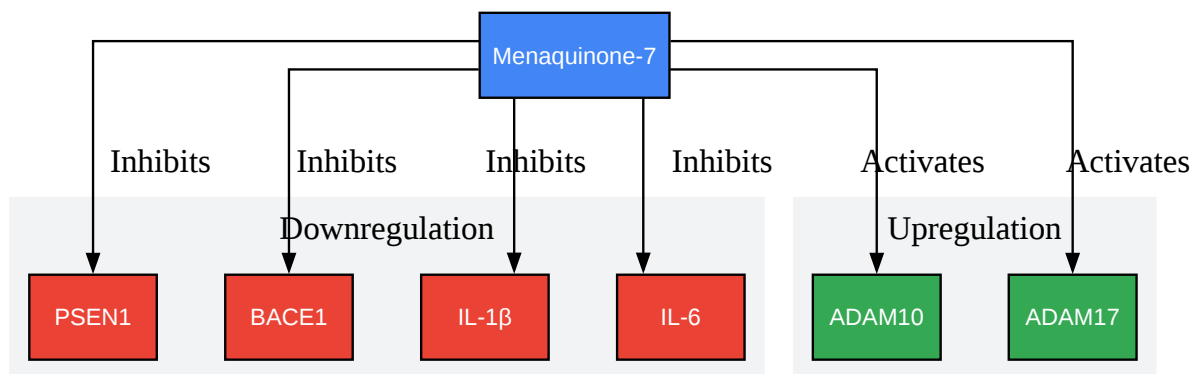 Menaquinone-7
Inhibits Inhibits Inhibits Inhibits Activates Activates
Downregulation Upregulation
PSEN1 BACE1 IL-1β IL-6 ADAM10 ADAM17